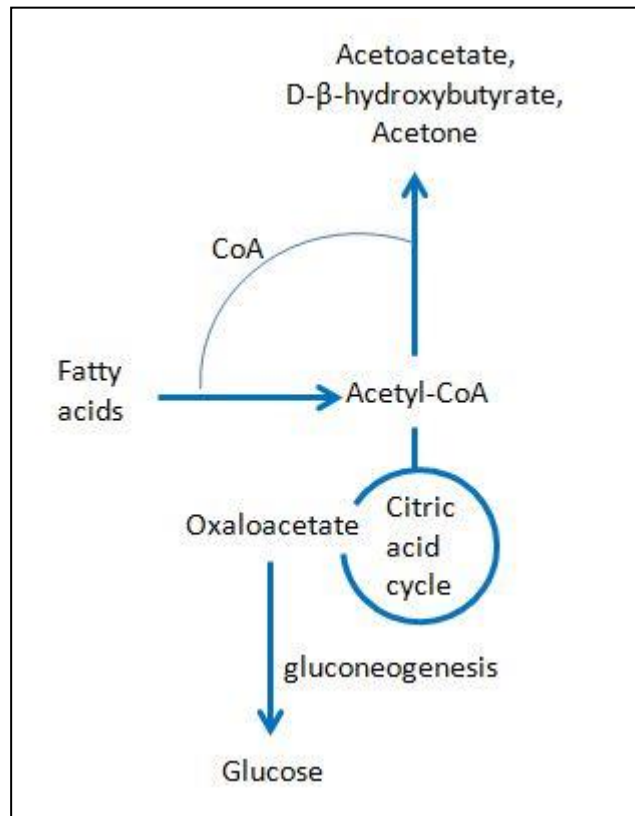 Acetoacetate,
D-β-hydroxybutyrate,
Acetone
CoA
Fatty
acids
Acetyl-CoA
Oxaloacetate
Citric
acid
cycle
gluconeogenesis
Glucose